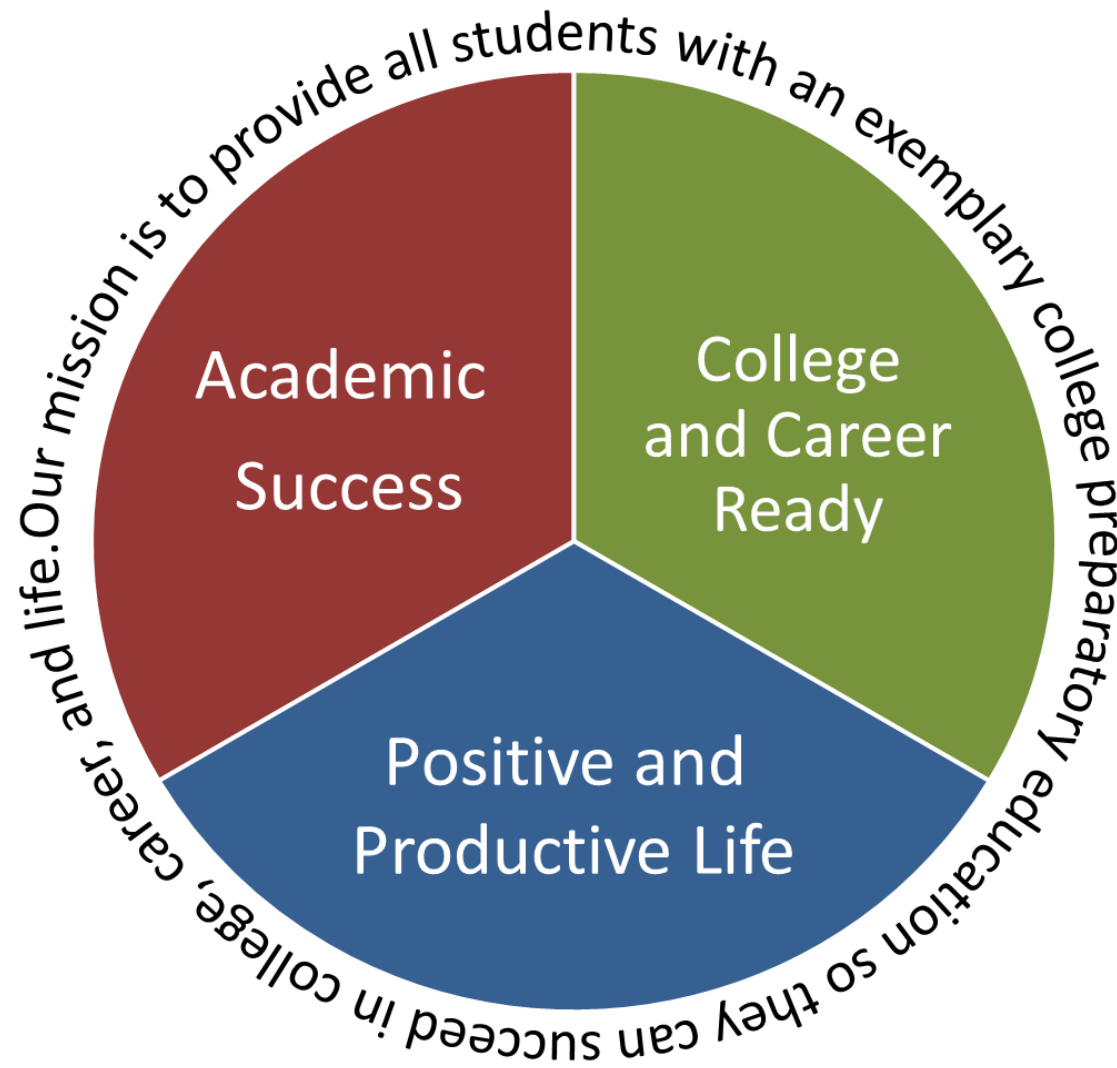 Our mission is to provide all students with an exemplary college preparatory education so they can succeed in college, career, and life.
Academic
Success
College
and Career
Ready
Positive and
Productive Life